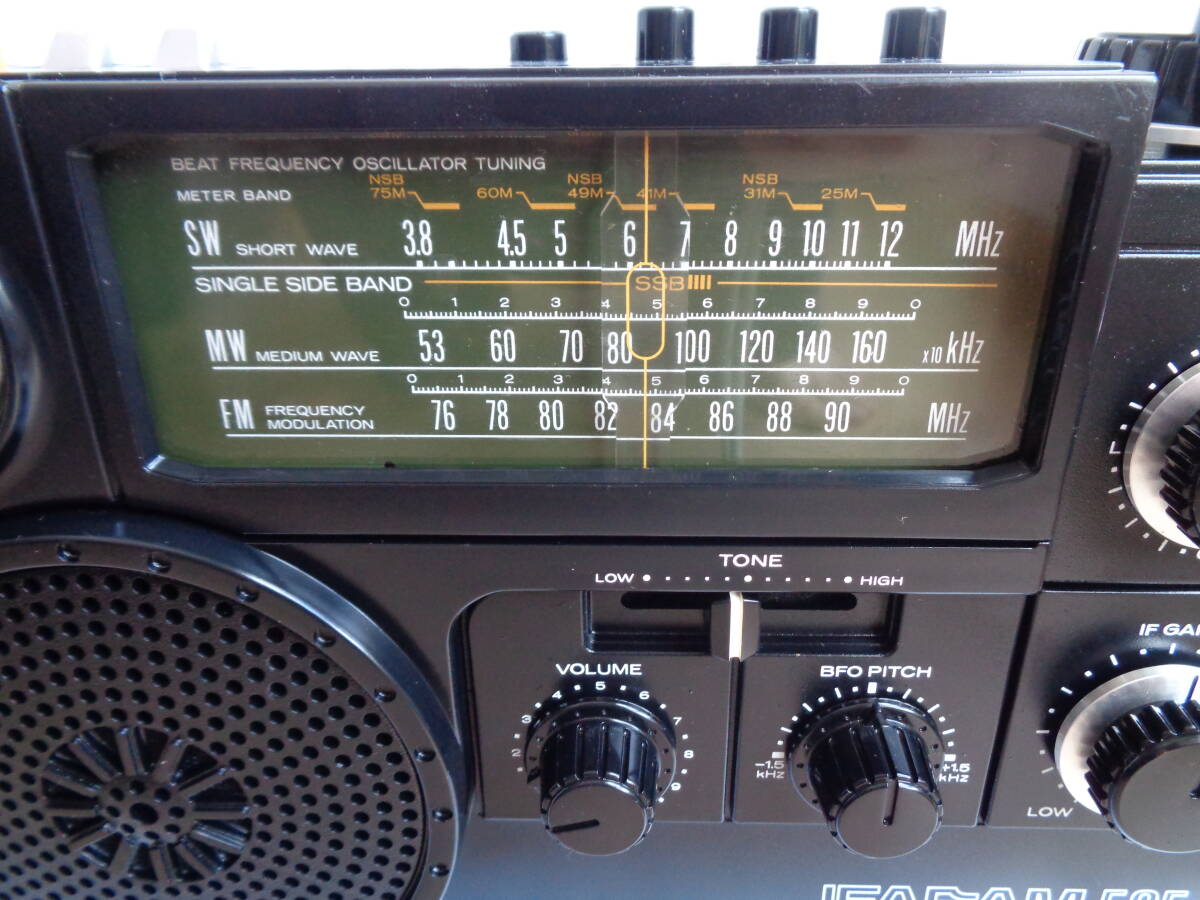 BEAT FREQUENCY OSCILLATOR TUNING
NSB NSB NSB
METER BAND 75M 60M 49M 41M 31M 25M
SW SHORT WAVE 3.8 4.5 5 6 7 8 9 10 11 12 MHz
SINGLE SIDE BAND SSB
0 1 2 3 4 5 6 7 8 9 0
MW MEDIUM WAVE 53 60 70 80 100 120 140 160 x10 kHz
0 1 2 3 4 5 6 7 8 9 0
FM FREQUENCY MODULATION 76 78 80 82 84 86 88 90 MHz
TONE
LOW HIGH
VOLUME
2 3 4 5 6 7 8 9
BFO PITCH
-1.5 kHz +1.5 kHz
IF GAI
LOW